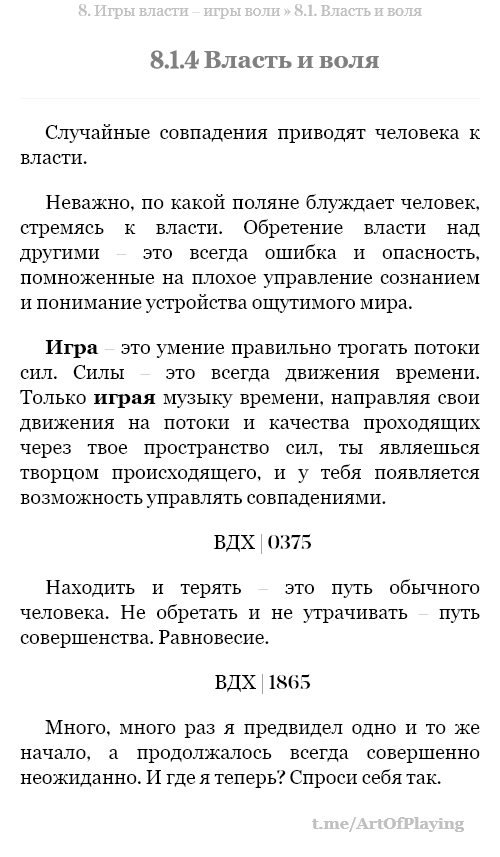 8. Игры власти – игры воли » 8.1. Власть и воля
8.1.4 Власть и воля
Случайные совпадения приводят человека к
власти.
Неважно, по какой поляне блуждает человек,
стремясь к власти. Обретение власти над
другими – это всегда ошибка и опасность,
помноженные на плохое управление сознанием
и понимание устройства ощутимого мира.
Игра – это умение правильно трогать потоки
сил. Силы – это всегда движения времени.
Только играя музыку времени, направляя свои
движения на потоки и качества проходящих
через твое пространство сил, ты являешься
творцом происходящего, и у тебя появляется
возможность управлять совпадениями.
ВДХ | 0375
Находить и терять – это путь обычного
человека. Не обретать и не утрачивать – путь
совершенства. Равновесие.
ВДХ | 1865
Много, много раз я предвидел одно и то же
начало, а продолжалось всегда совершенно
неожиданно. И где я теперь? Спроси себя так.
t.me/ArtOfPlaying